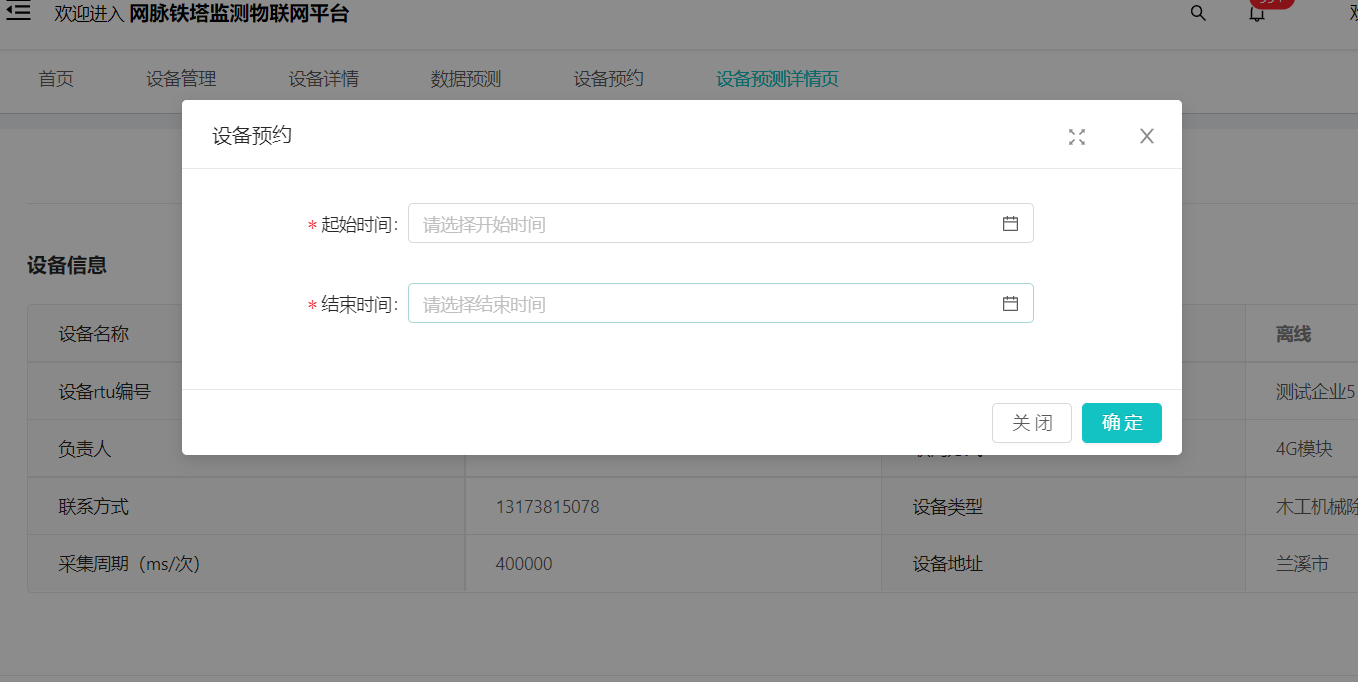 欢迎进入 网脉铁塔监测物联网平台
首页 设备管理 设备详情 数据预测 设备预约 设备预测详情页
设备预约
* 起始时间: 请选择开始时间
设备信息
* 结束时间: 请选择结束时间
设备名称 离线
设备rtu编号 测试企业5
关 闭 确 定
负责人 4G模块
联系方式 13173815078 设备类型 木工机械除
采集周期（ms/次） 400000 设备地址 兰溪市